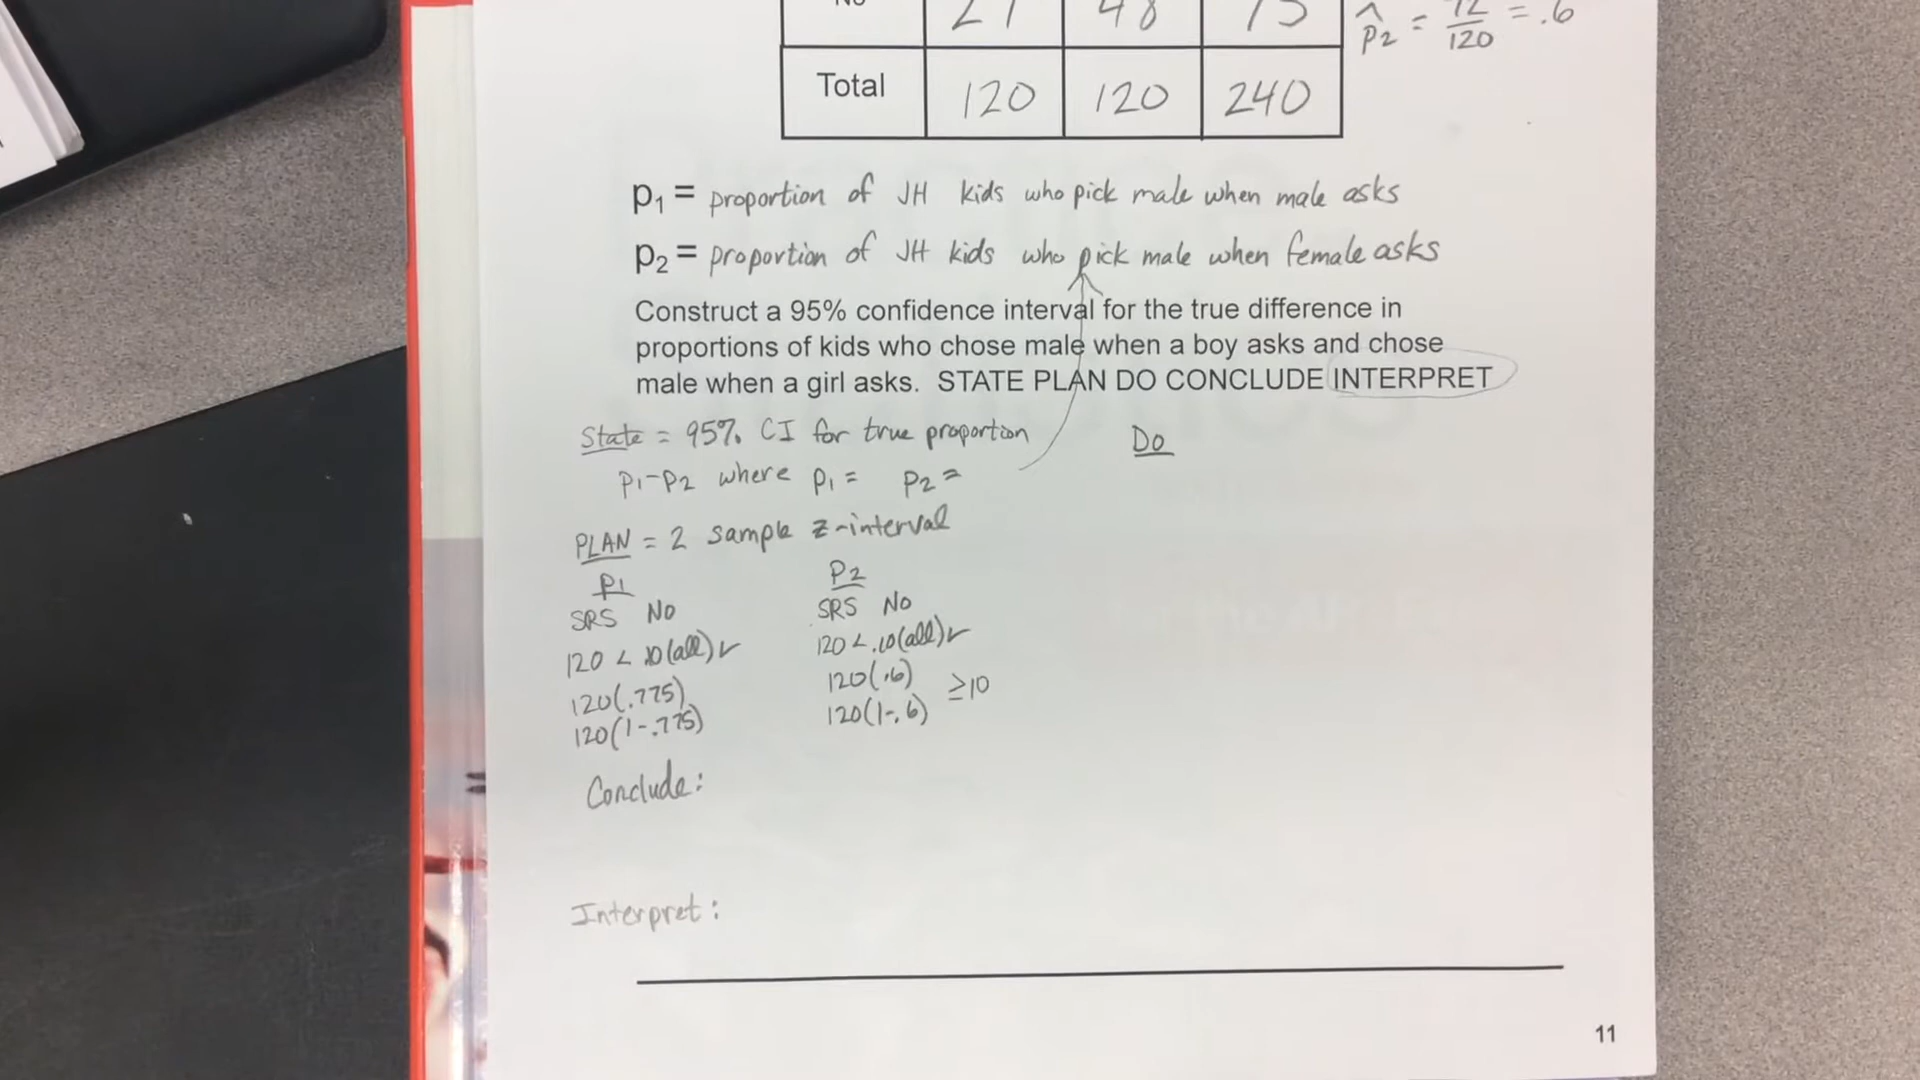 No 27 48 75
p̂2 = 72/120 = .6
Total 120 120 240
p1 = proportion of JH kids who pick male when male asks
p2 = proportion of JH kids who pick male when female asks
Construct a 95% confidence interval for the true difference in
proportions of kids who chose male when a boy asks and chose
male when a girl asks. STATE PLAN DO CONCLUDE INTERPRET
State = 95% CI for true proportion
p1-p2 where p1 = p2 =
Do
PLAN = 2 sample z-interval
P1 P2
SRS No SRS No
120 < .10(all) ✓ 120 < .10(all) ✓
120(.775) 120(.6)
120(1-.775) 120(1-.6) ≥10
Conclude:
Interpret:
11